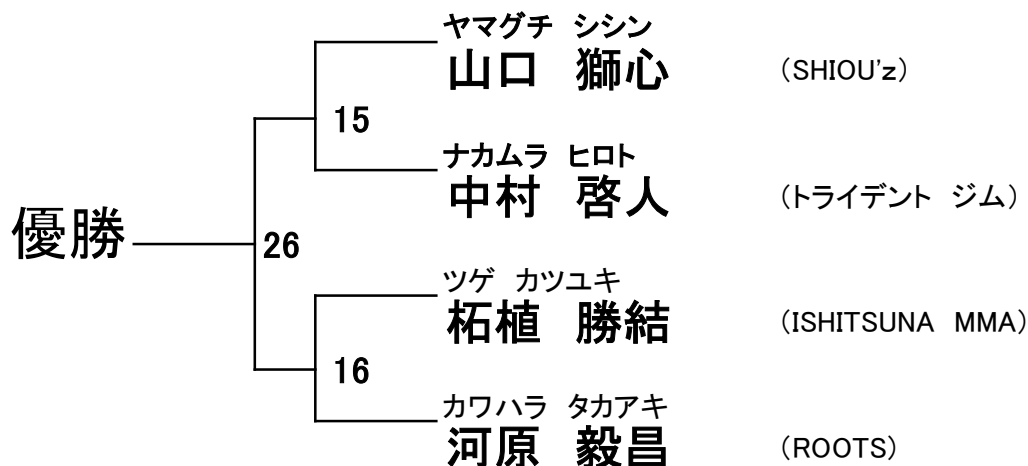 ヤマグチ シシン
山口 獅心 （SHIOU'z）
15
ナカムラ ヒロト
中村 啓人 （トライデント ジム）
優勝 26
ツゲ カツユキ
柘植 勝結 （ISHITSUNA MMA）
16
カワハラ タカアキ
河原 毅昌 （ROOTS）